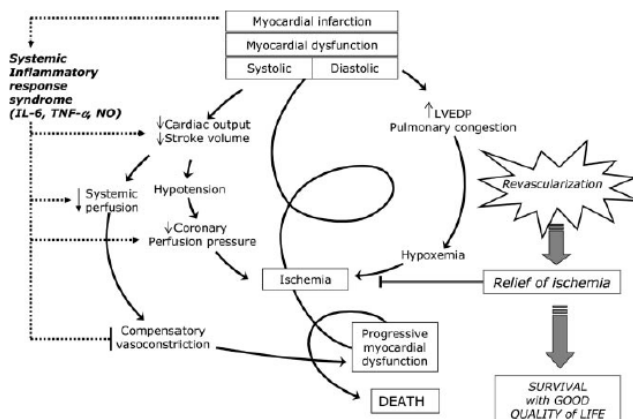 Myocardial infarction
Myocardial dysfunction
Systolic
Diastolic
Systemic
Inflammatory
response
syndrome
(IL-6, TNF-α, NO)
↓Cardiac output
↓Stroke volume
↑LVEDP
Pulmonary congestion
Revascularization
↓ Systemic
perfusion
Hypotension
↓Coronary
Perfusion pressure
Hypoxemia
Ischemia
Relief of ischemia
Compensatory
vasoconstriction
Progressive
myocardial
dysfunction
DEATH
SURVIVAL
with GOOD
QUALITY of LIFE